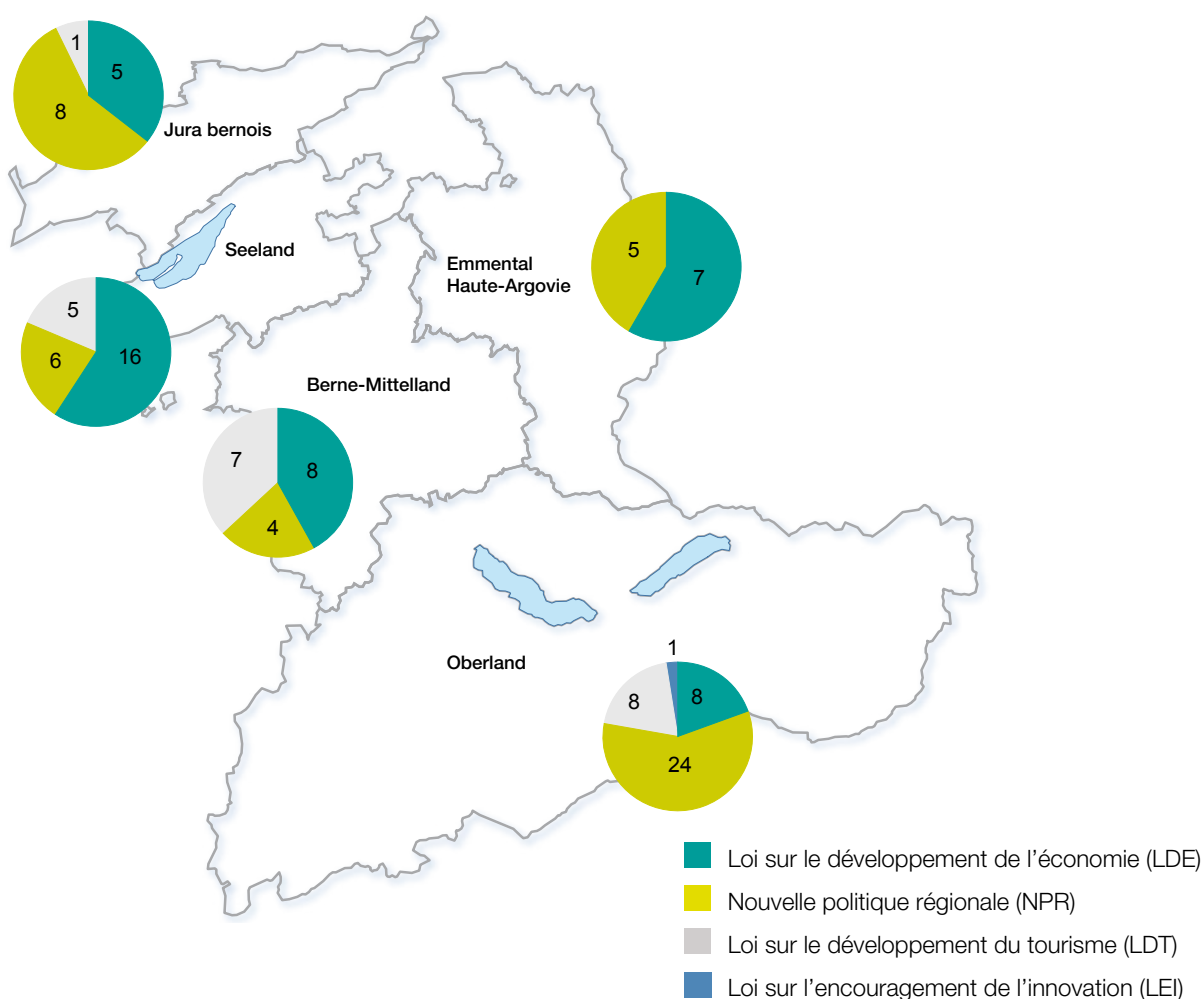 1
5
8
Jura bernois
Seeland
Emmental
Haute-Argovie
5
7
5
6
16
Berne-Mittelland
7
8
4
Oberland
1
8
8
24
Loi sur le développement de l’économie (LDE)
Nouvelle politique régionale (NPR)
Loi sur le développement du tourisme (LDT)
Loi sur l’encouragement de l’innovation (LEI)